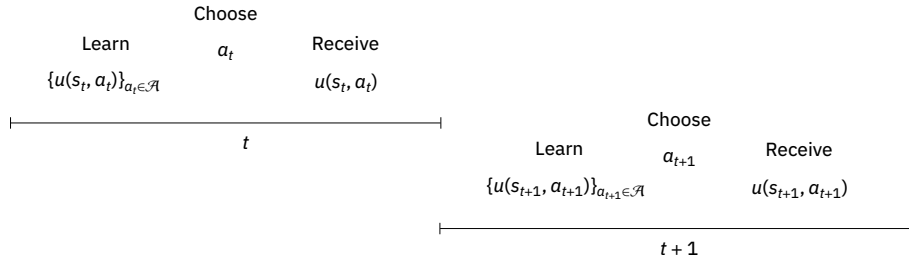 Choose
Learn
a_t
Receive
{u(s_t, a_t)}_{a_t∈𝒜}
u(s_t, a_t)
t
Choose
Learn
a_{t+1}
Receive
{u(s_{t+1}, a_{t+1})}_{a_{t+1}∈𝒜}
u(s_{t+1}, a_{t+1})
t + 1